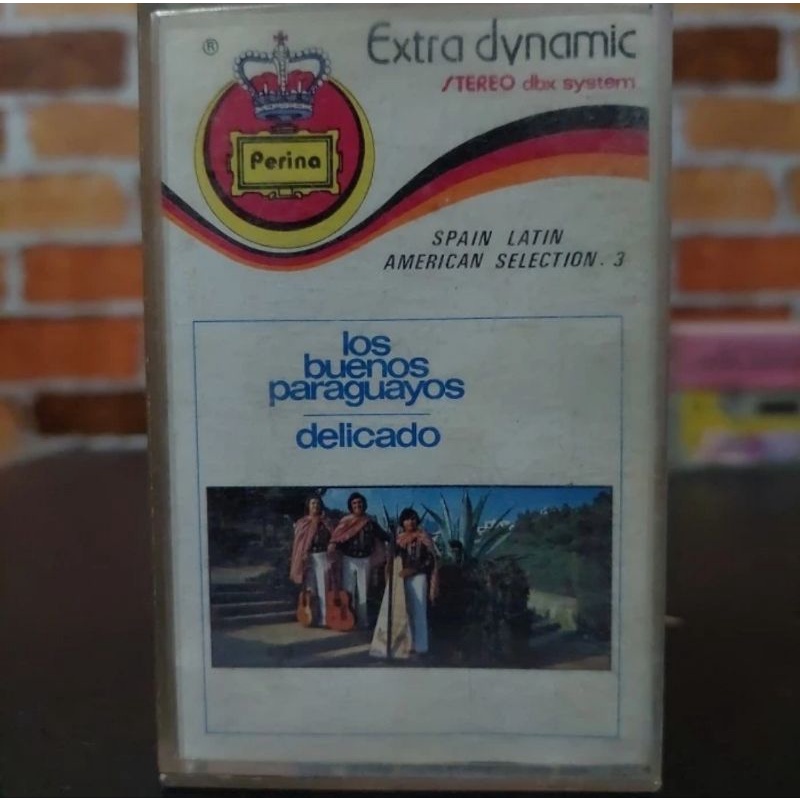 ®
Extra dynamic
STEREO dbx system
Perina
SPAIN LATIN
AMERICAN SELECTION. 3
los
buenos
paraguayos
delicado